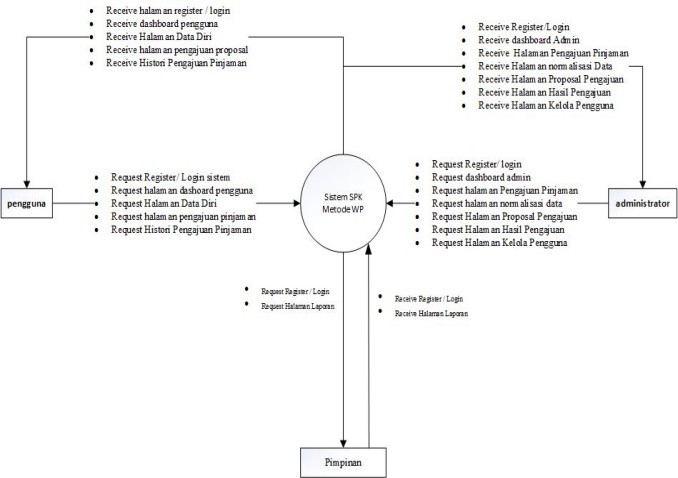 • Receive halaman register / login
• Receive dashboard pengguna
• Receive Halaman Data Diri
• Receive halaman pengajuan proposal
• Receive Histori Pengajuan Pinjaman
• Receive Register/Login
• Receive dashboard Admin
• Receive Halaman Pengajuan Pinjaman
• Receive Halaman normalisasi Data
• Receive Halaman Proposal Pengajuan
• Receive Halaman Hasil Pengajuan
• Receive Halaman Kelola Pengguna
pengguna
• Request Register/ Login sistem
• Request halaman dashoard pengguna
• Request Halaman Data Diri
• Request halaman pengajuan pinjaman
• Request Histori Pengajuan Pinjaman
Sistem SPK
Metode WP
• Request Register/ login
• Request dashboard admin
• Request halaman Pengajuan Pinjaman
• Request halaman normalisasi data
• Request Halaman Proposal Pengajuan
• Request Halaman Hasil Pengajuan
• Request Halaman Kelola Pengguna
administrator
• Request Register / Login
• Request Halaman Laporan
• Receive Register / Login
• Receive Halaman Laporan
Pimpinan